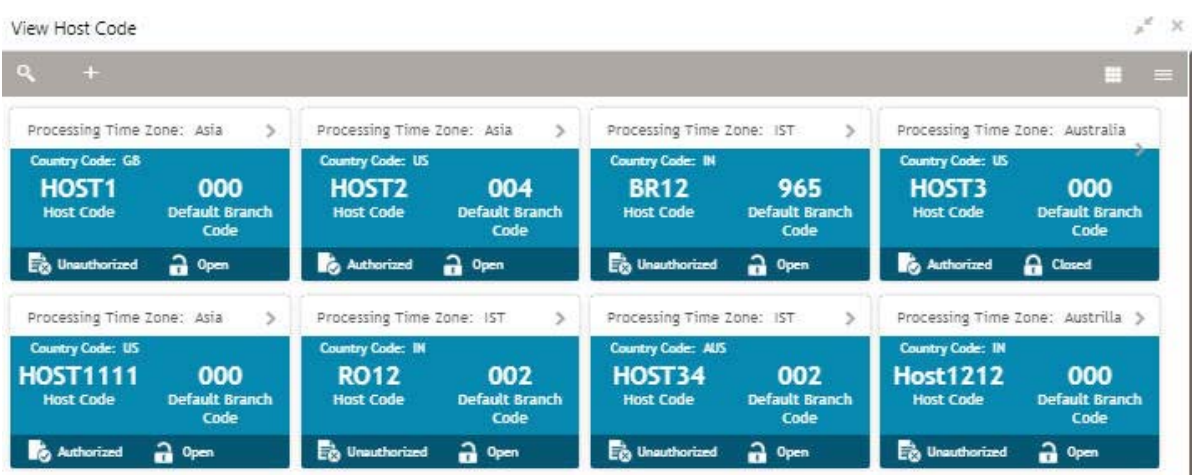 View Host Code
Processing Time Zone: Asia
Country Code: GB
HOST1 000
Host Code Default Branch
Code
Unauthorized Open
Processing Time Zone: Asia
Country Code: US
HOST2 004
Host Code Default Branch
Code
Authorized Open
Processing Time Zone: IST
Country Code: IN
BR12 965
Host Code Default Branch
Code
Unauthorized Open
Processing Time Zone: Australia
Country Code: US
HOST3 000
Host Code Default Branch
Code
Authorized Closed
Processing Time Zone: Asia
Country Code: US
HOST1111 000
Host Code Default Branch
Code
Authorized Open
Processing Time Zone: IST
Country Code: IN
RO12 002
Host Code Default Branch
Code
Unauthorized Open
Processing Time Zone: IST
Country Code: AUS
HOST34 002
Host Code Default Branch
Code
Unauthorized Open
Processing Time Zone: Austrilla
Country Code: IN
Host1212 000
Host Code Default Branch
Code
Unauthorized Open